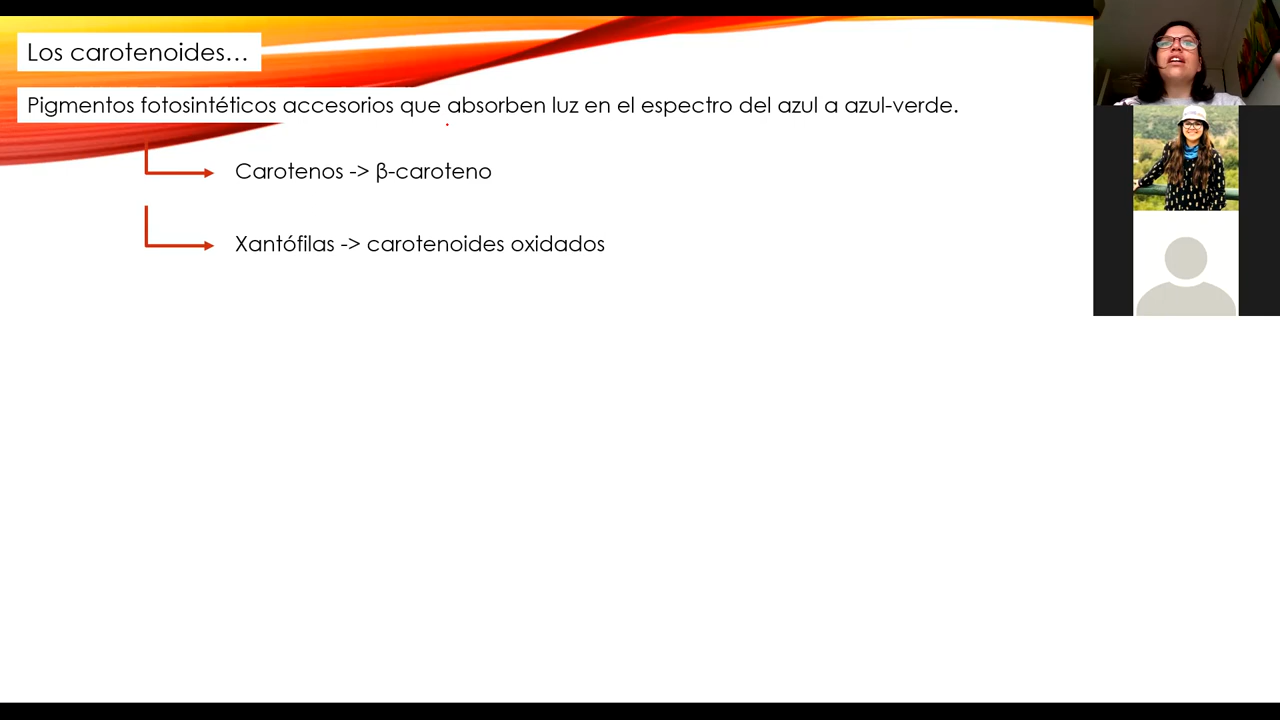 Los carotenoides…
Pigmentos fotosintéticos accesorios que absorben luz en el espectro del azul a azul-verde.
Carotenos -> β-caroteno
Xantófilas -> carotenoides oxidados